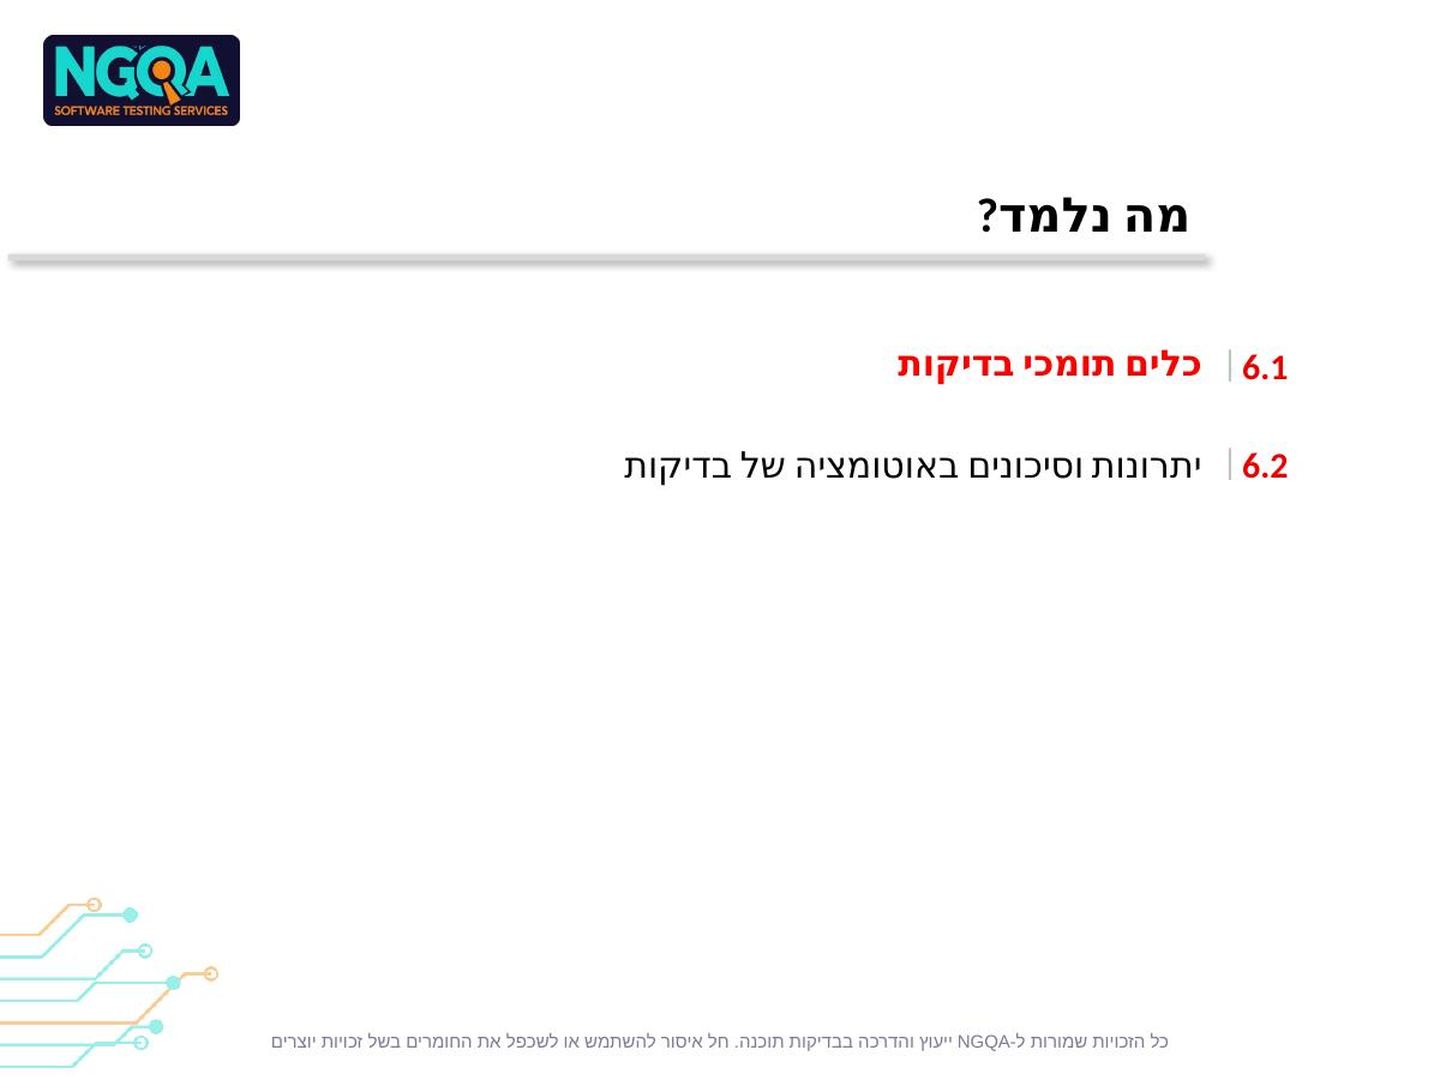 NGQA
SOFTWARE TESTING SERVICES
מה נלמד?
6.1 כלים תומכי בדיקות
6.2 יתרונות וסיכונים באוטומציה של בדיקות
כל הזכויות שמורות ל-NGQA ייעוץ והדרכה בבדיקות תוכנה. חל איסור להשתמש או לשכפל את החומרים בשל זכויות יוצרים